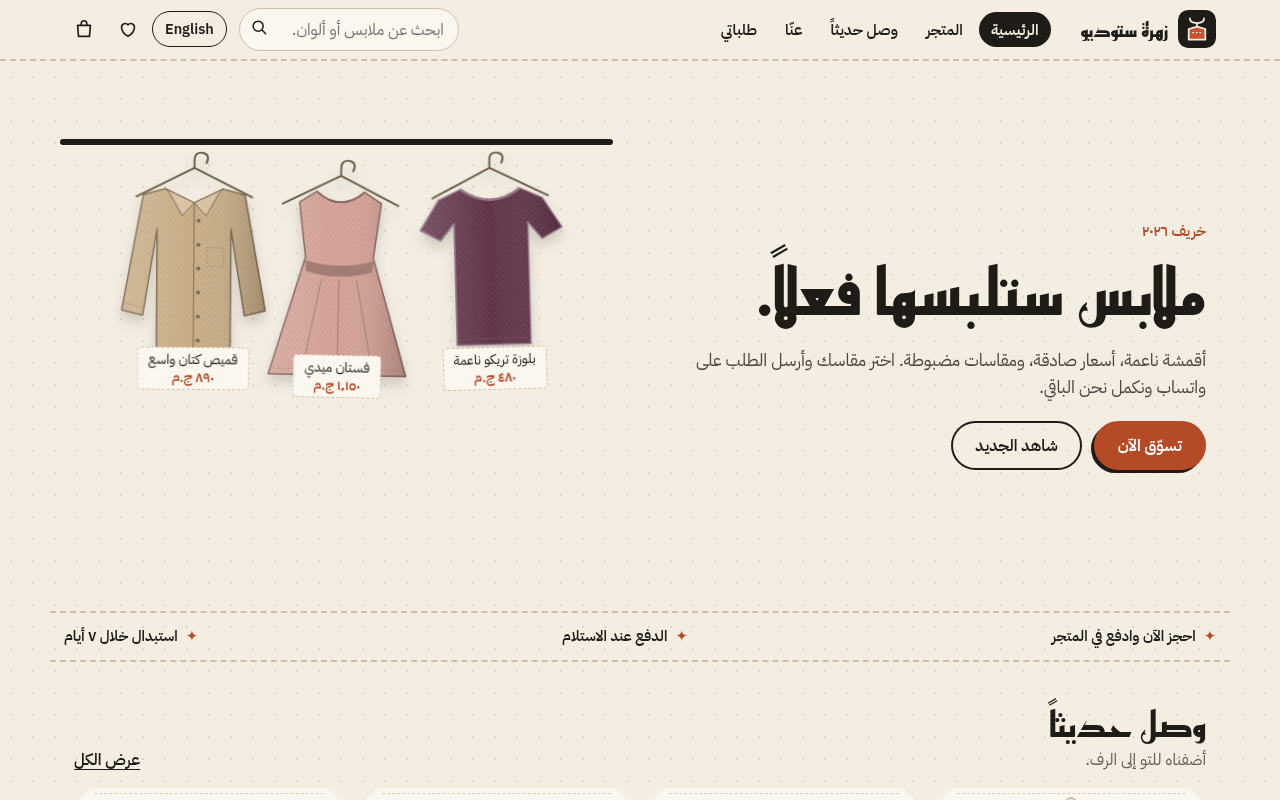 زهرة ستوديو
الرئيسية
المتجر
وصل حديثاً
عنّا
طلباتي
ابحث عن ملابس أو ألوان.
English
خريف ٢٠٢٦
ملابس ستلبسها فعلاً.
أقمشة ناعمة، أسعار صادقة، ومقاسات مضبوطة. اختر مقاسك وأرسل الطلب على
واتساب ونكمل نحن الباقي.
تسوّق الآن
شاهد الجديد
بلوزة تريكو ناعمة
٤٨٠ ج.م
فستان ميدي
١,١٥٠ ج.م
قميص كتان واسع
٨٩٠ ج.م
احجز الآن وادفع في المتجر
الدفع عند الاستلام
استبدال خلال ٧ أيام
وصل حديثاً
أضفناه للتو إلى الرف.
عرض الكل